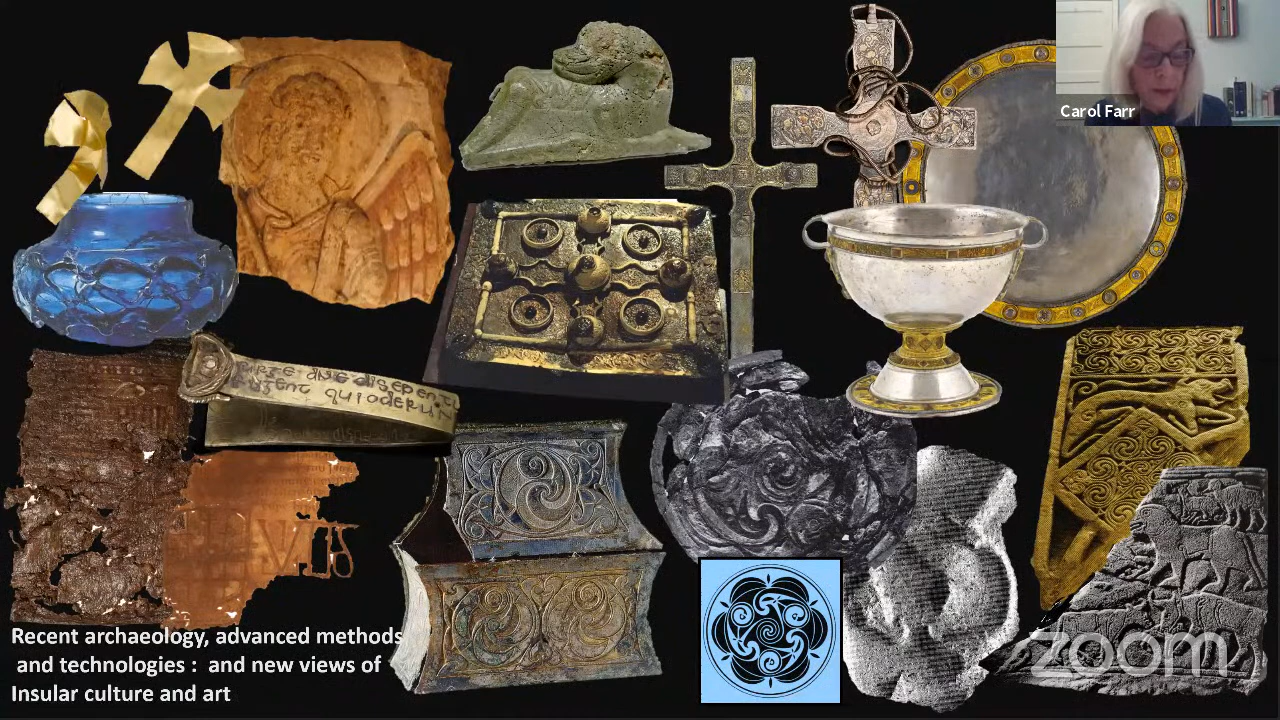 Carol Farr
Recent archaeology, advanced methods
and technologies : and new views of
Insular culture and art
zoom